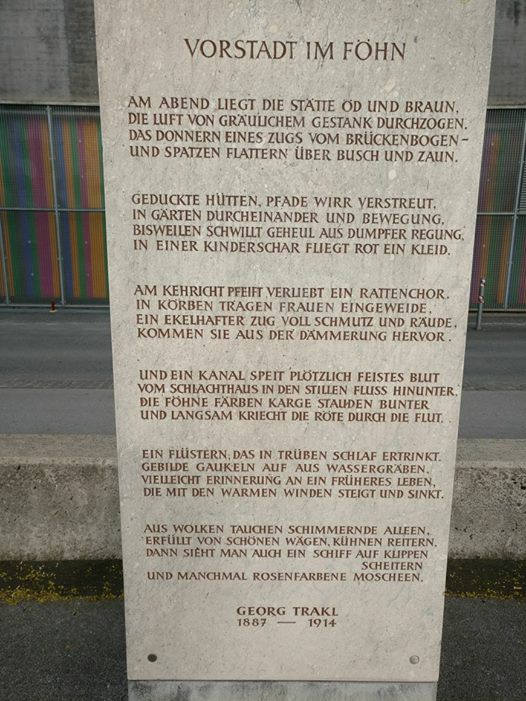 VORSTADT IM FÖHN
AM ABEND LIEGT DIE STÄTTE ÖD UND BRAUN,
DIE LUFT VON GRÄULICHEM GESTANK DURCHZOGEN.
DAS DONNERN EINES ZUGS VOM BRÜCKENBOGEN –
UND SPATZEN FLATTERN ÜBER BUSCH UND ZAUN.
GEDUCKTE HÜTTEN, PFADE WIRR VERSTREUT,
IN GÄRTEN DURCHEINANDER UND BEWEGUNG,
BISWEILEN SCHWILLT GEHEUL AUS DUMPFER REGUNG,
IN EINER KINDERSCHAR FLIEGT ROT EIN KLEID.
AM KEHRICHT PFEIFT VERLIEBT EIN RATTENCHOR.
IN KÖRBEN TRAGEN FRAUEN EINGEWEIDE,
EIN EKELHAFTER ZUG VOLL SCHMUTZ UND RÄUDE,
KOMMEN SIE AUS DER DÄMMERUNG HERVOR.
UND EIN KANAL SPEIT PLÖTZLICH FEISTES BLUT
VOM SCHLACHTHAUS IN DEN STILLEN FLUSS HINUNTER.
DIE FÖHNE FÄRBEN KARGE STAUDEN BUNTER
UND LANGSAM KRIECHT DIE RÖTE DURCH DIE FLUT.
EIN FLÜSTERN, DAS IN TRÜBEN SCHLAF ERTRINKT.
GEBILDE GAUKELN AUF AUS WASSERGRÄBEN,
VIELLEICHT ERINNERUNG AN EIN FRÜHERES LEBEN,
DIE MIT DEN WARMEN WINDEN STEIGT UND SINKT.
AUS WOLKEN TAUCHEN SCHIMMERNDE ALLEEN,
ERFÜLLT VON SCHÖNEN WÄGEN, KÜHNEN REITERN.
DANN SIEHT MAN AUCH EIN SCHIFF AUF KLIPPEN
SCHEITERN
UND MANCHMAL ROSENFARBENE MOSCHEEN.
GEORG TRAKL
1887 — 1914